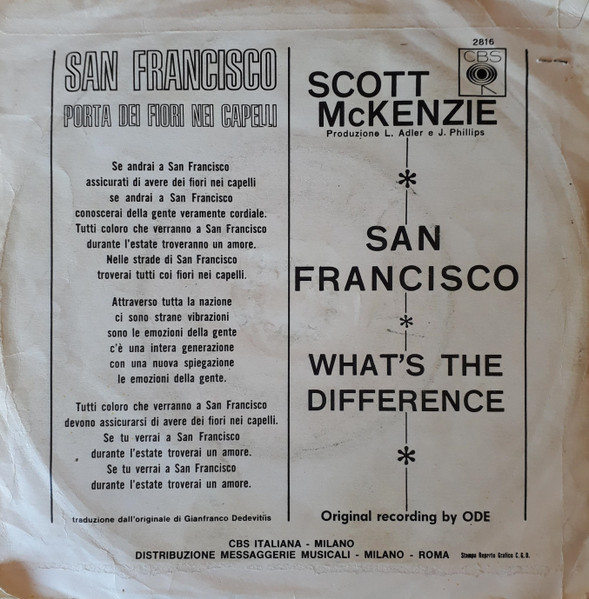 SAN FRANCISCO
PORTA DEI FIORI NEI CAPELLI
Se andrai a San Francisco
assicurati di avere dei fiori nei capelli
se andrai a San Francisco
conoscerai della gente veramente cordiale.
Tutti coloro che verranno a San Francisco
durante l'estate troveranno un amore.
Nelle strade di San Francisco
troverai tutti coi fiori nei capelli.
Attraverso tutta la nazione
ci sono strane vibrazioni
sono le emozioni della gente
c'è una intera generazione
con una nuova spiegazione
le emozioni della gente.
Tutti coloro che verranno a San Francisco
devono assicurarsi di avere dei fiori nei capelli.
Se tu verrai a San Francisco
durante l'estate troverai un amore.
Se tu verrai a San Francisco
durante l'estate troverai un amore.
traduzione dall'originale di Gianfranco Dedevitiis
2816
CBS
SCOTT
McKENZIE
Produzione L. Adler e J. Phillips
*
SAN
FRANCISCO
*
WHAT'S THE
DIFFERENCE
*
Original recording by ODE
CBS ITALIANA - MILANO
DISTRIBUZIONE MESSAGGERIE MUSICALI - MILANO - ROMA
Stampa Reparto Grafico C.G.D.